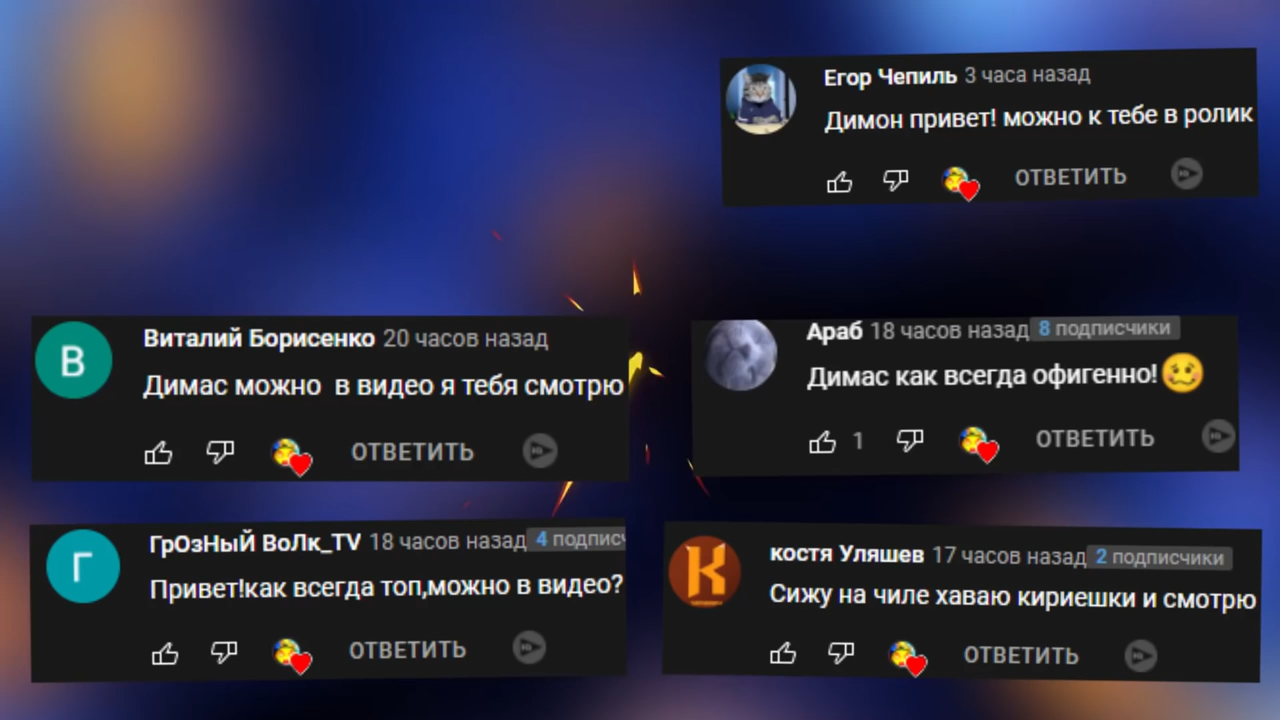 Егор Чепиль 3 часа назад
Димон привет! можно к тебе в ролик
ОТВЕТИТЬ
В
Виталий Борисенко 20 часов назад
Димас можно в видео я тебя смотрю
ОТВЕТИТЬ
Араб 18 часов назад 8 подписчики
Димас как всегда офигенно!
1
ОТВЕТИТЬ
Г
ГрОзНыЙ ВоЛк_TV 18 часов назад 4 подпис
Привет!как всегда топ,можно в видео?
ОТВЕТИТЬ
К
костя Уляшев 17 часов назад 2 подписчики
Сижу на чиле хаваю кириешки и смотрю
ОТВЕТИТЬ